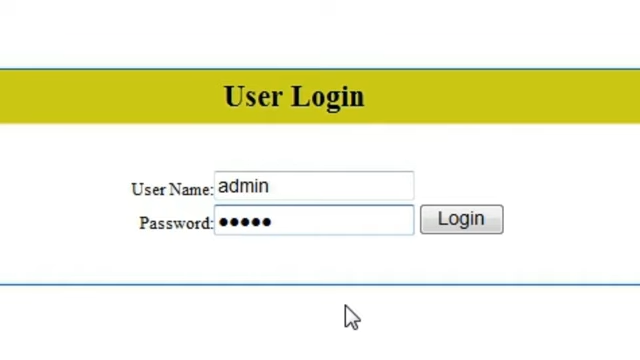 User Login
User Name: admin
Password: •••••
Login